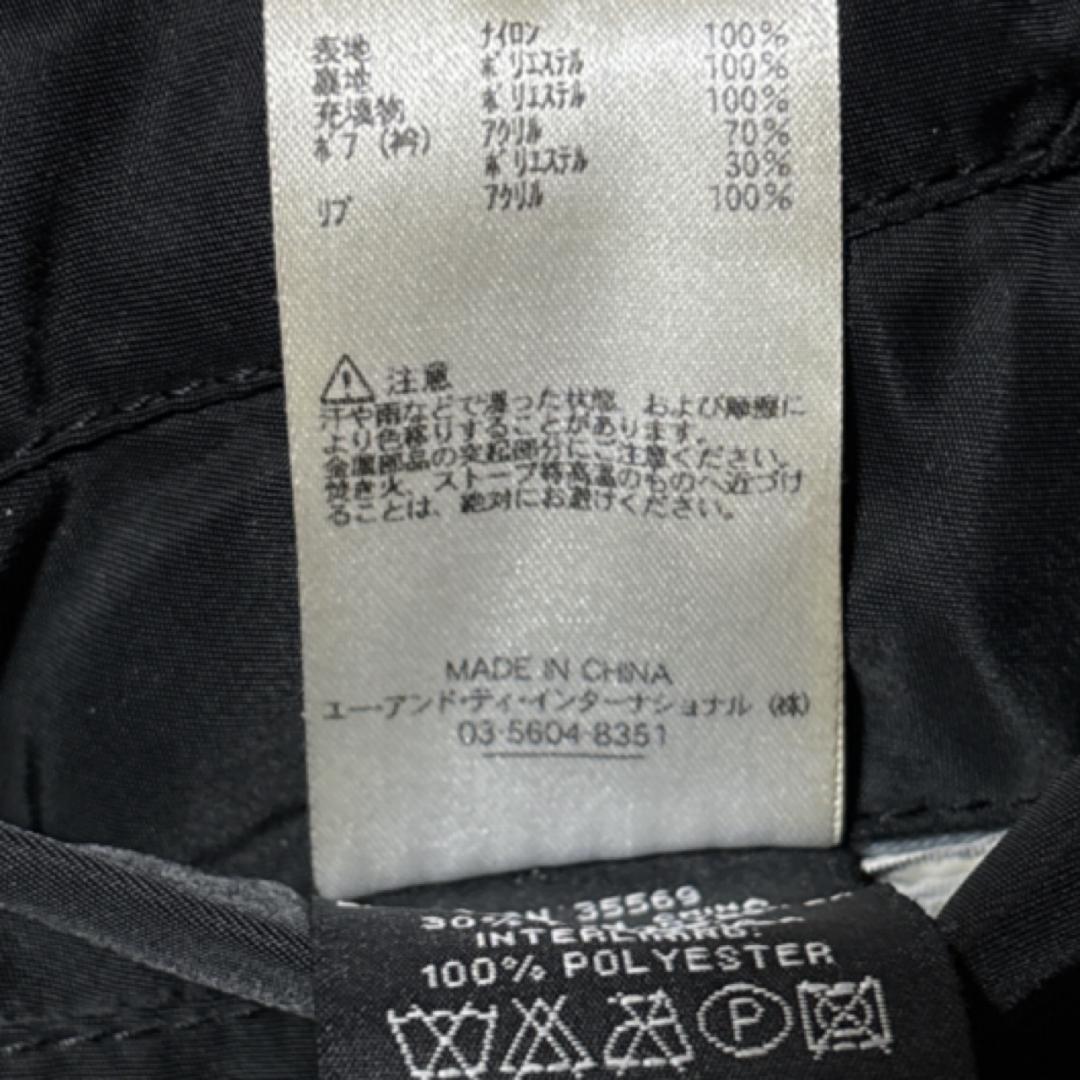 表地 ナイロン 100%
裏地 ポリエステル 100%
充填物 ポリエステル 100%
ボア(衿) アクリル 70%
ポリエステル 30%
リブ アクリル 100%
注意
汗や雨などで湿った状態、および摩擦に
より色移りすることがあります。
金属部品の突起部分にご注意ください。
焚き火、ストーブ特高温のものへ近づけ
ることは、絶対にお避けください。
MADE IN CHINA
エー・アンド・ティ・インターナショナル(株)
03-5604-8351
35569
100% POLYESTER
P